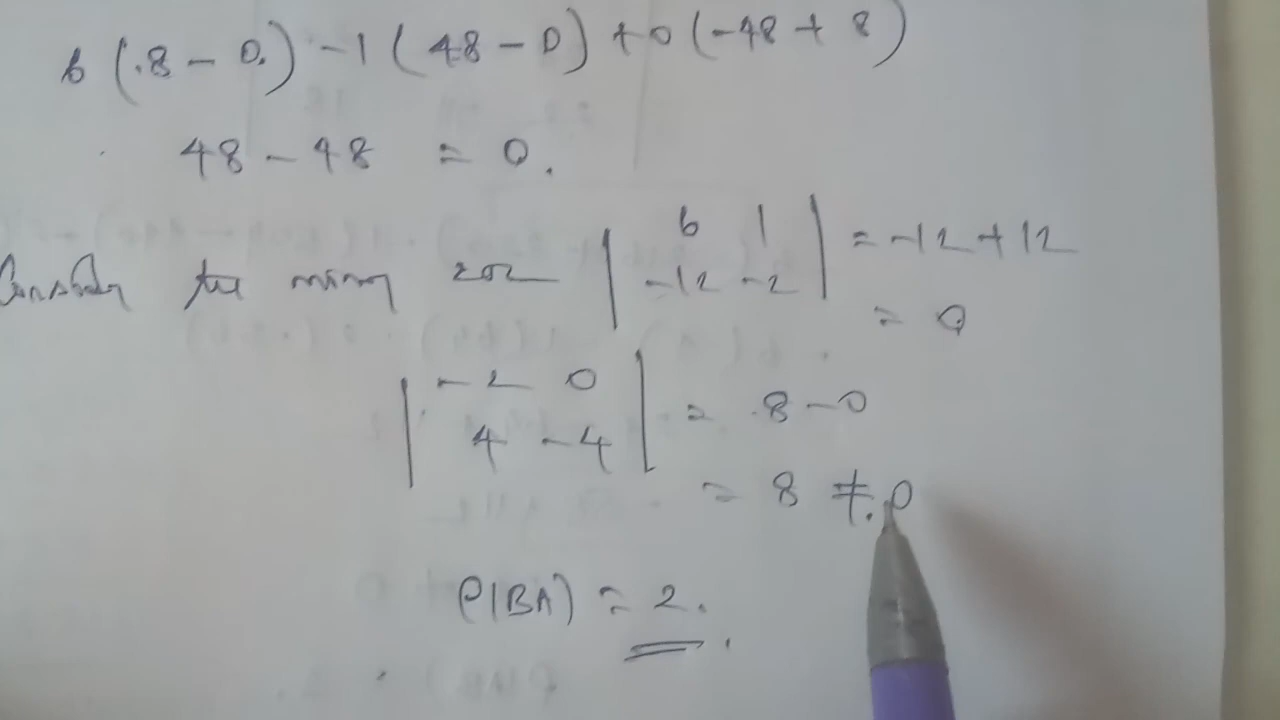 6 (8 - 0) - 1 ( 48 - 0) + 0 (-48 + 8)
48 - 48 = 0.
Consider the minor 2x2 | 6 1 | = -12 + 12
| -12 -2 | = 0
| -2 0 | = 8 - 0
| 4 -4 |
= 8 ≠ 0
ρ(BA) = 2.